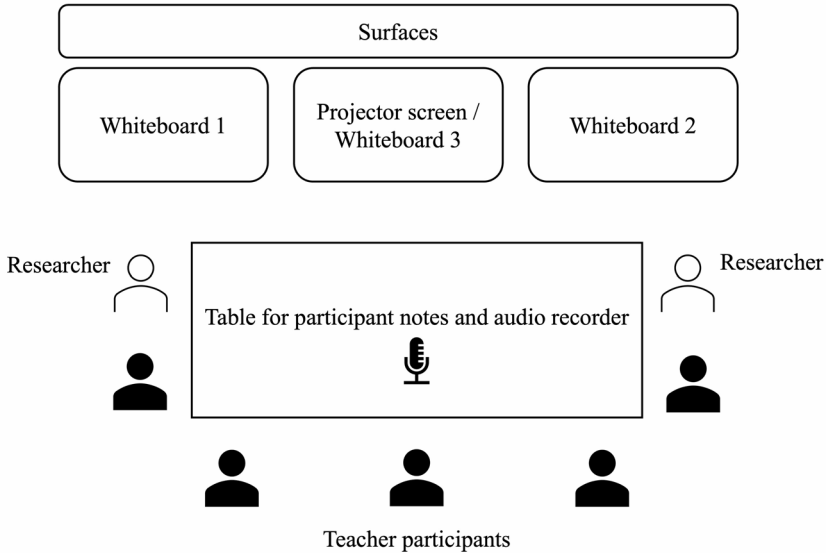 Surfaces
Whiteboard 1
Projector screen /
Whiteboard 3
Whiteboard 2
Researcher
Researcher
Table for participant notes and audio recorder
Teacher participants